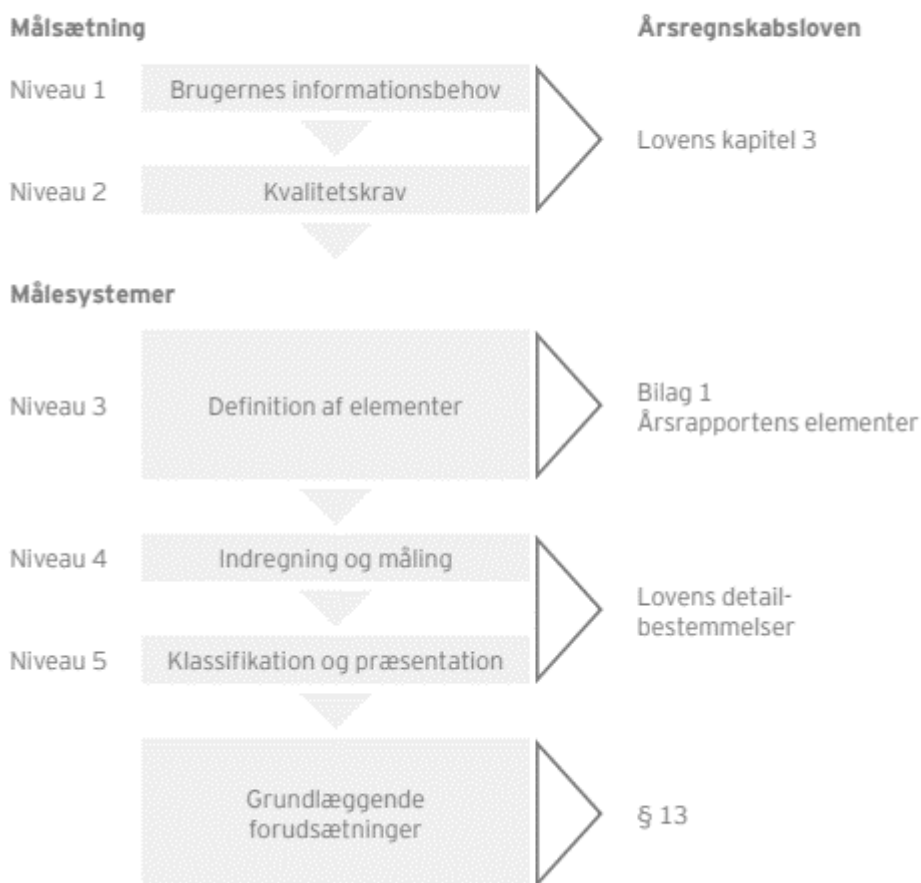 Målsætning
Årsregnskabsloven
Niveau 1
Brugernes informationsbehov
Lovens kapitel 3
Niveau 2
Kvalitetskrav
Målesystemer
Niveau 3
Definition af elementer
Bilag 1
Årsrapportens elementer
Niveau 4
Indregning og måling
Lovens detail-
bestemmelser
Niveau 5
Klassifikation og præsentation
Grundlæggende
forudsætninger
§ 13